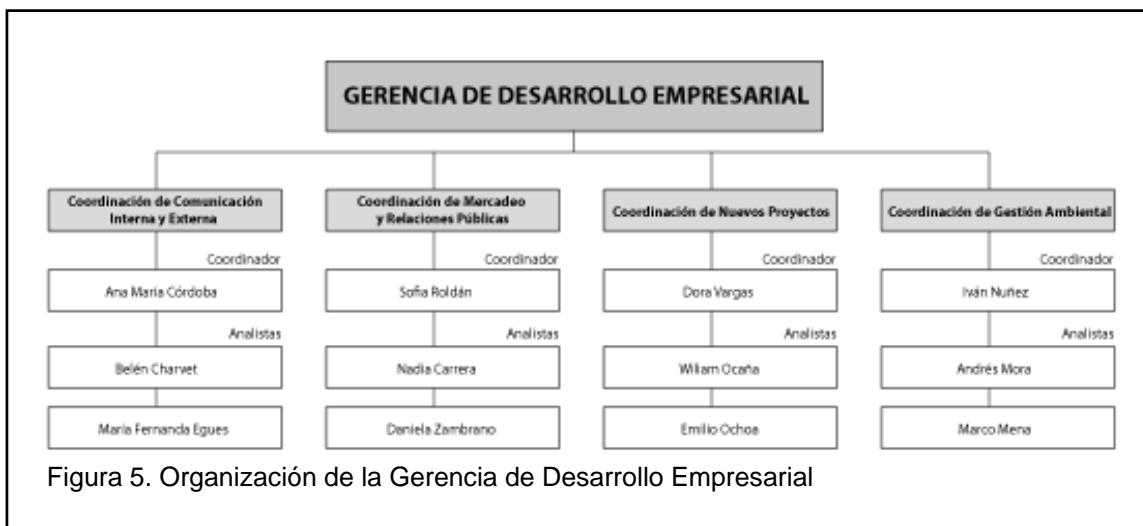 GERENCIA DE DESARROLLO EMPRESARIAL
Coordinación de Comunicación
Interna y Externa
Coordinador
Ana María Córdoba
Analistas
Belén Charvet
María Fernanda Egues
Coordinación de Mercadeo
y Relaciones Públicas
Coordinador
Sofía Roldán
Analistas
Nadia Carrera
Daniela Zambrano
Coordinación de Nuevos Proyectos
Coordinador
Dora Vargas
Analistas
Wiliam Ocaña
Emilio Ochoa
Coordinación de Gestión Ambiental
Coordinador
Iván Nuñez
Analistas
Andrés Mora
Marco Mena
Figura 5. Organización de la Gerencia de Desarrollo Empresarial